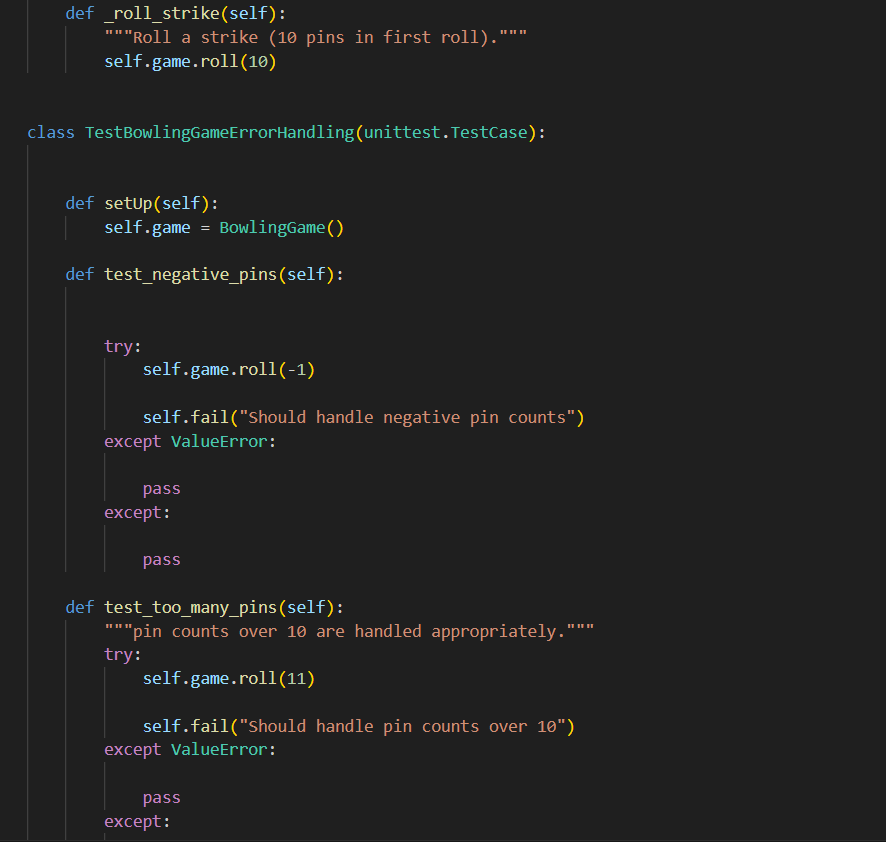 def _roll_strike(self):
"""Roll a strike (10 pins in first roll)."""
self.game.roll(10)
class TestBowlingGameErrorHandling(unittest.TestCase):
def setUp(self):
self.game = BowlingGame()
def test_negative_pins(self):
try:
self.game.roll(-1)
self.fail("Should handle negative pin counts")
except ValueError:
pass
except:
pass
def test_too_many_pins(self):
"""pin counts over 10 are handled appropriately."""
try:
self.game.roll(11)
self.fail("Should handle pin counts over 10")
except ValueError:
pass
except: